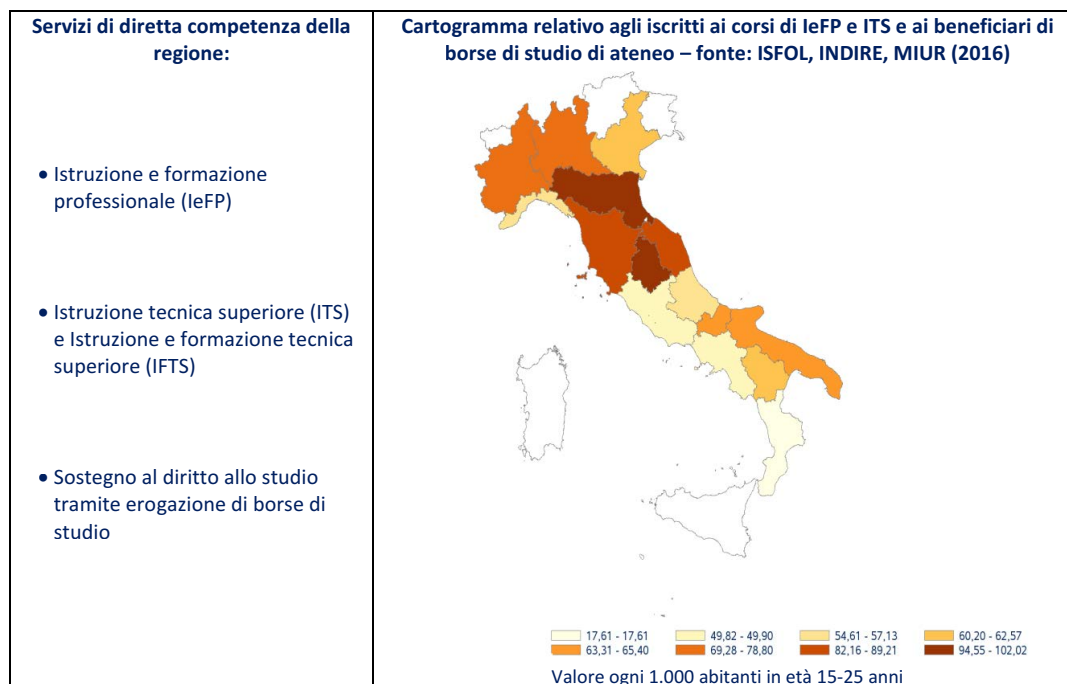 Servizi di diretta competenza della
regione:
• Istruzione e formazione
professionale (IeFP)
• Istruzione tecnica superiore (ITS)
e Istruzione e formazione tecnica
superiore (IFTS)
• Sostegno al diritto allo studio
tramite erogazione di borse di
studio
Cartogramma relativo agli iscritti ai corsi di IeFP e ITS e ai beneficiari di
borse di studio di ateneo – fonte: ISFOL, INDIRE, MIUR (2016)
17,61 - 17,61 49,82 - 49,90 54,61 - 57,13 60,20 - 62,57
63,31 - 65,40 69,28 - 78,80 82,16 - 89,21 94,55 - 102,02
Valore ogni 1.000 abitanti in età 15-25 anni